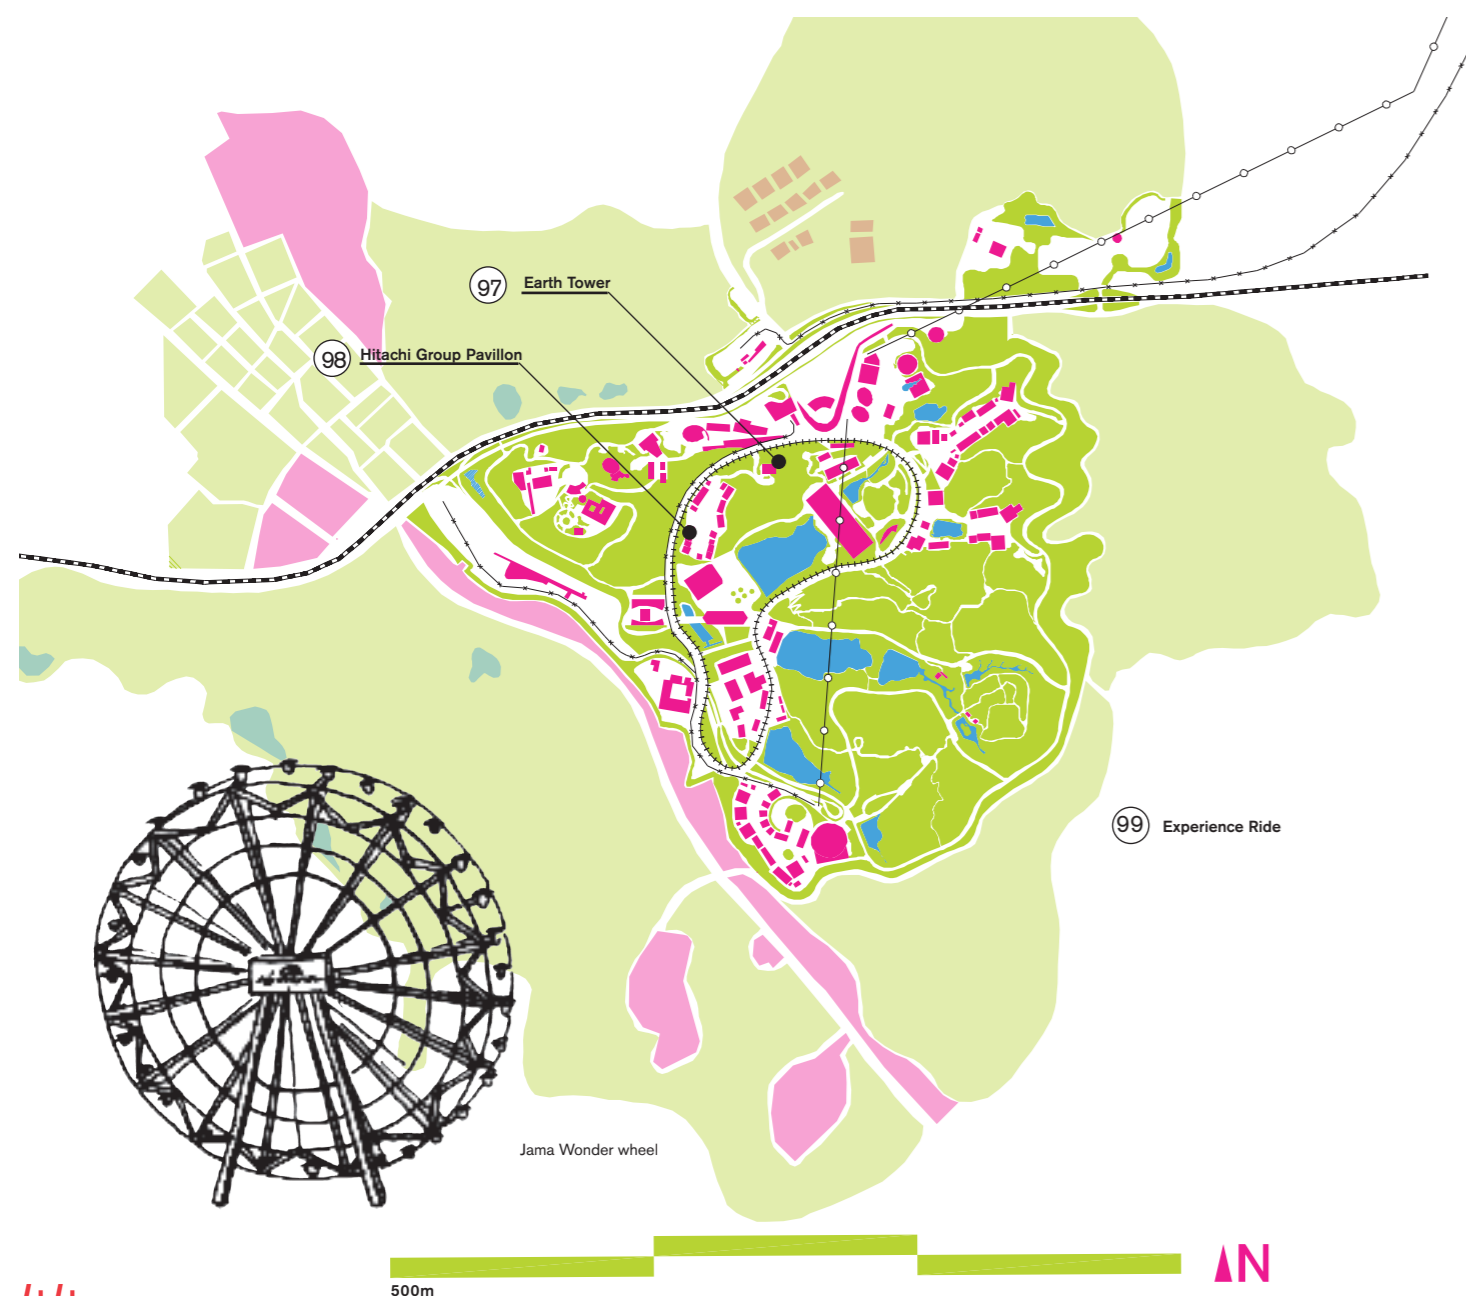 97 Earth Tower
98 Hitachi Group Pavillon
99 Experience Ride
Jama Wonder wheel
N
500m